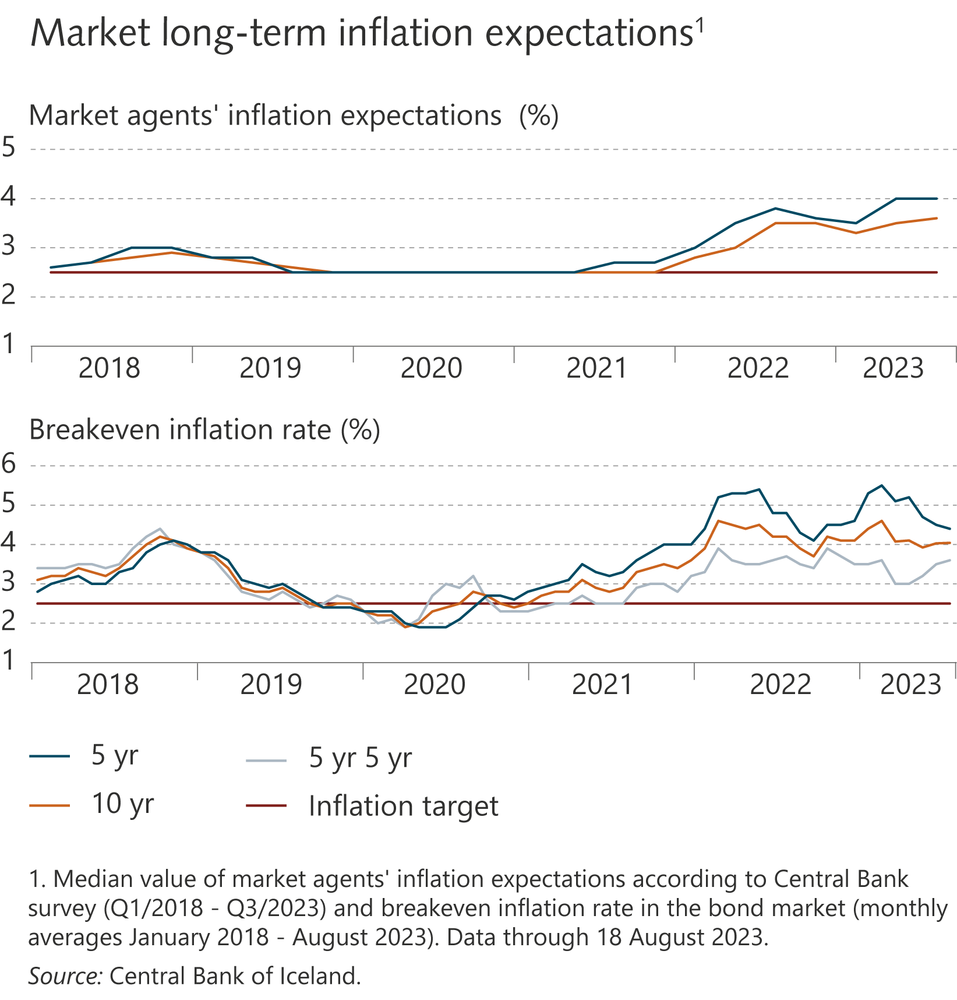 Market long-term inflation expectations¹
Market agents' inflation expectations (%)
5
4
3
2
1
2018 2019 2020 2021 2022 2023
Breakeven inflation rate (%)
6
5
4
3
2
1
2018 2019 2020 2021 2022 2023
5 yr 5 yr 5 yr
10 yr Inflation target
1. Median value of market agents' inflation expectations according to Central Bank
survey (Q1/2018 - Q3/2023) and breakeven inflation rate in the bond market (monthly
averages January 2018 - August 2023). Data through 18 August 2023.
Source: Central Bank of Iceland.